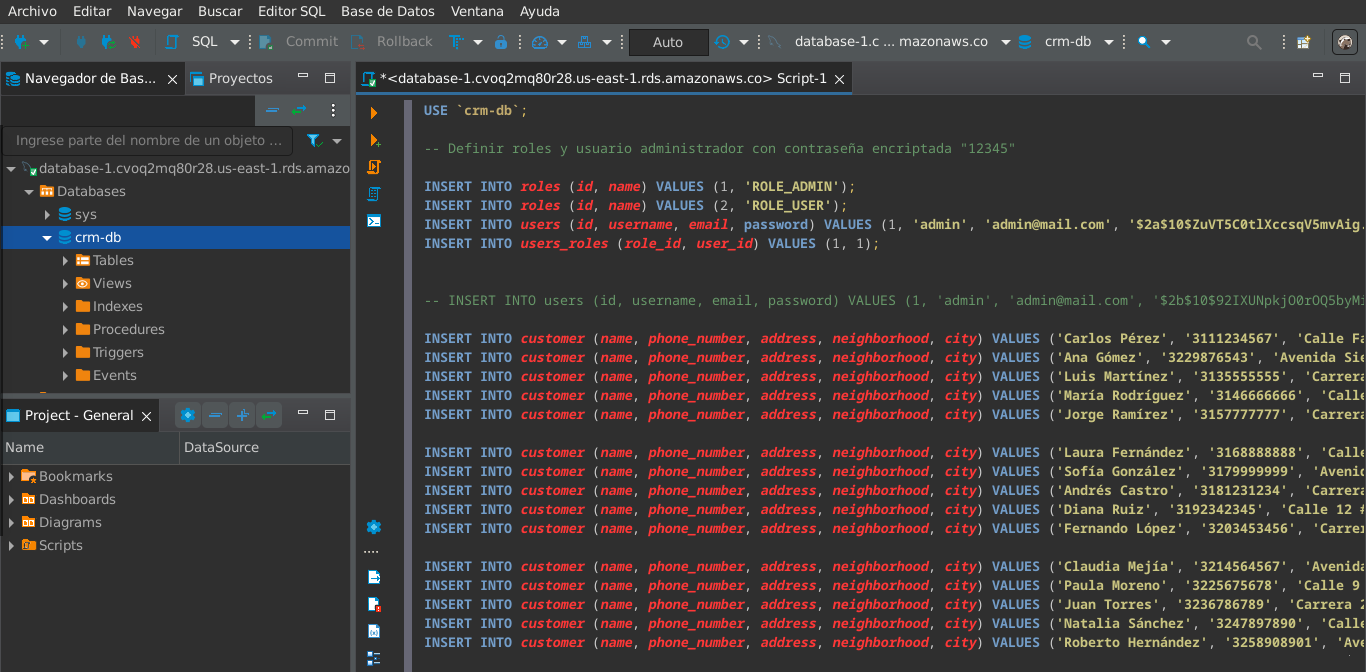 Archivo Editar Navegar Buscar Editor SQL Base de Datos Ventana Ayuda
SQL Commit Rollback Auto database-1.c ... mazonaws.co crm-db
Navegador de Bas... Proyectos
Ingrese parte del nombre de un objeto ...
database-1.cvoq2mq80r28.us-east-1.rds.amazo
Databases
sys
crm-db
Tables
Views
Indexes
Procedures
Triggers
Events
Project - General
Name DataSource
Bookmarks
Dashboards
Diagrams
Scripts
*<database-1.cvoq2mq80r28.us-east-1.rds.amazonaws.co> Script-1
USE `crm-db`;
-- Definir roles y usuario administrador con contraseña encriptada "12345"
INSERT INTO roles (id, name) VALUES (1, 'ROLE_ADMIN');
INSERT INTO roles (id, name) VALUES (2, 'ROLE_USER');
INSERT INTO users (id, username, email, password) VALUES (1, 'admin', 'admin@mail.com', '$2a$10$ZuVT5C0tlXccsqV5mvAig.
INSERT INTO users_roles (role_id, user_id) VALUES (1, 1);
-- INSERT INTO users (id, username, email, password) VALUES (1, 'admin', 'admin@mail.com', '$2b$10$92IXUNpkjO0rOQ5byMi
INSERT INTO customer (name, phone_number, address, neighborhood, city) VALUES ('Carlos Pérez', '3111234567', 'Calle Fa
INSERT INTO customer (name, phone_number, address, neighborhood, city) VALUES ('Ana Gómez', '3229876543', 'Avenida Sie
INSERT INTO customer (name, phone_number, address, neighborhood, city) VALUES ('Luis Martínez', '3135555555', 'Carrera
INSERT INTO customer (name, phone_number, address, neighborhood, city) VALUES ('María Rodríguez', '3146666666', 'Calle
INSERT INTO customer (name, phone_number, address, neighborhood, city) VALUES ('Jorge Ramírez', '3157777777', 'Carrera
INSERT INTO customer (name, phone_number, address, neighborhood, city) VALUES ('Laura Fernández', '3168888888', 'Calle
INSERT INTO customer (name, phone_number, address, neighborhood, city) VALUES ('Sofía González', '3179999999', 'Avenid
INSERT INTO customer (name, phone_number, address, neighborhood, city) VALUES ('Andrés Castro', '3181231234', 'Carrera
INSERT INTO customer (name, phone_number, address, neighborhood, city) VALUES ('Diana Ruiz', '3192342345', 'Calle 12 #
INSERT INTO customer (name, phone_number, address, neighborhood, city) VALUES ('Fernando López', '3203453456', 'Carrer
INSERT INTO customer (name, phone_number, address, neighborhood, city) VALUES ('Claudia Mejía', '3214564567', 'Avenida
INSERT INTO customer (name, phone_number, address, neighborhood, city) VALUES ('Paula Moreno', '3225675678', 'Calle 9
INSERT INTO customer (name, phone_number, address, neighborhood, city) VALUES ('Juan Torres', '3236786789', 'Carrera 2
INSERT INTO customer (name, phone_number, address, neighborhood, city) VALUES ('Natalia Sánchez', '3247897890', 'Calle
INSERT INTO customer (name, phone_number, address, neighborhood, city) VALUES ('Roberto Hernández', '3258908901', 'Ave